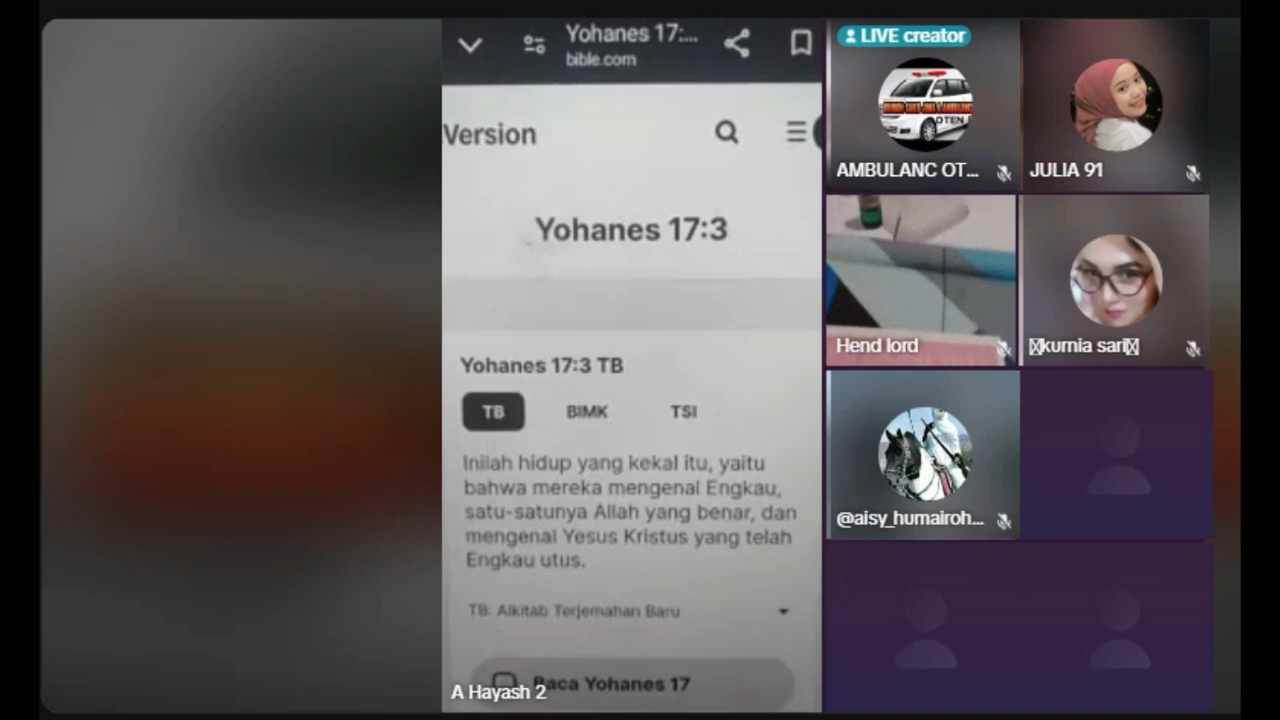 Yohanes 17:...
bible.com
Version
Yohanes 17:3
Yohanes 17:3 TB
TB
BIMK
TSI
Inilah hidup yang kekal itu, yaitu
bahwa mereka mengenal Engkau,
satu-satunya Allah yang benar, dan
mengenal Yesus Kristus yang telah
Engkau utus.
TB: Alkitab Terjemahan Baru
Baca Yohanes 17
A Hayash 2
LIVE creator
OTEN
AMBULANC OT...
JULIA 91
Hend lord
kurnia sari
@aisy_humairoh...